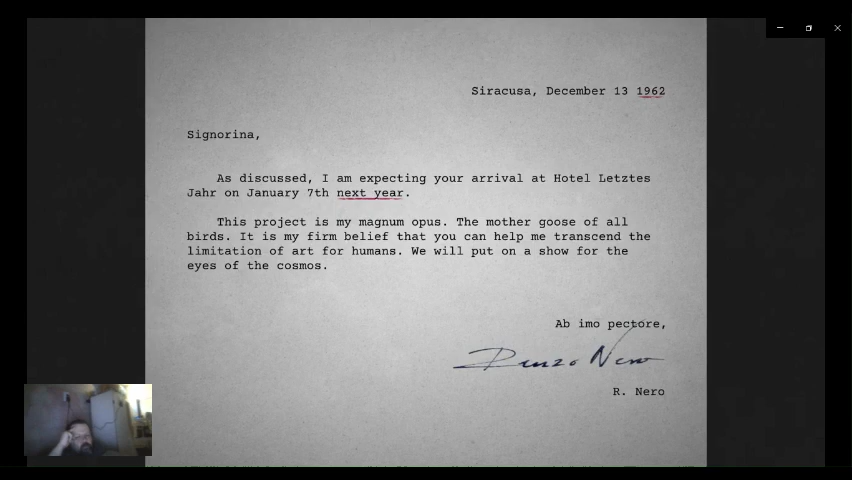 Siracusa, December 13 1962
Signorina,
As discussed, I am expecting your arrival at Hotel Letztes
Jahr on January 7th next year.
This project is my magnum opus. The mother goose of all
birds. It is my firm belief that you can help me transcend the
limitation of art for humans. We will put on a show for the
eyes of the cosmos.
Ab imo pectore,
Renzo Nero
R. Nero